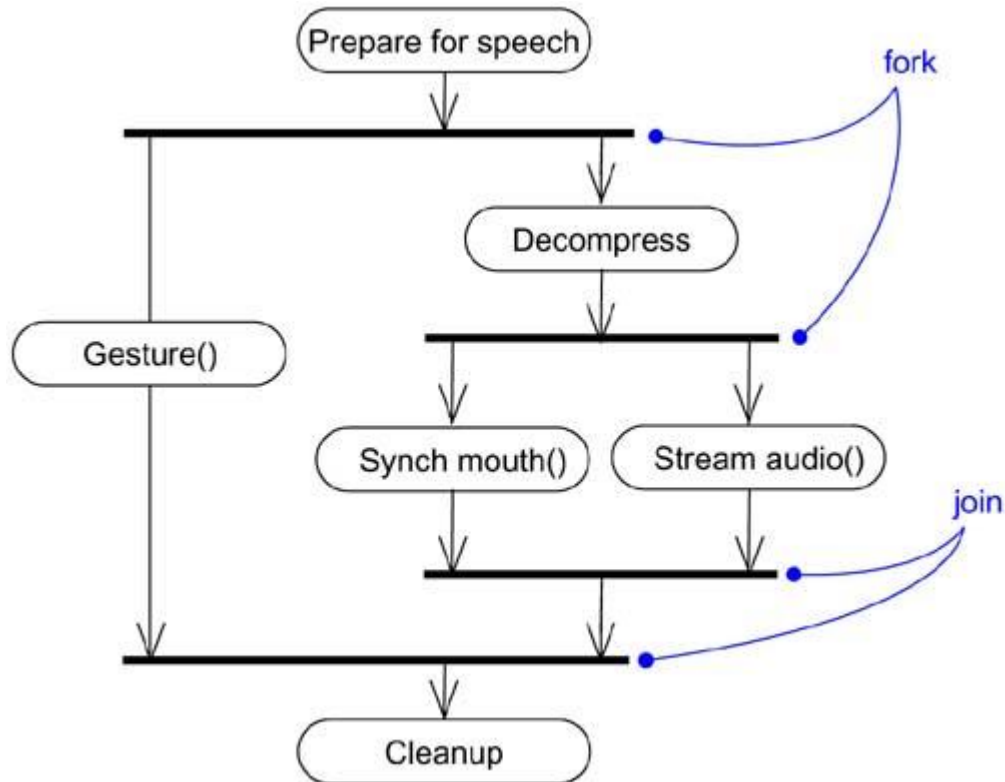 Prepare for speech
fork
Decompress
Gesture()
Synch mouth()
Stream audio()
join
Cleanup